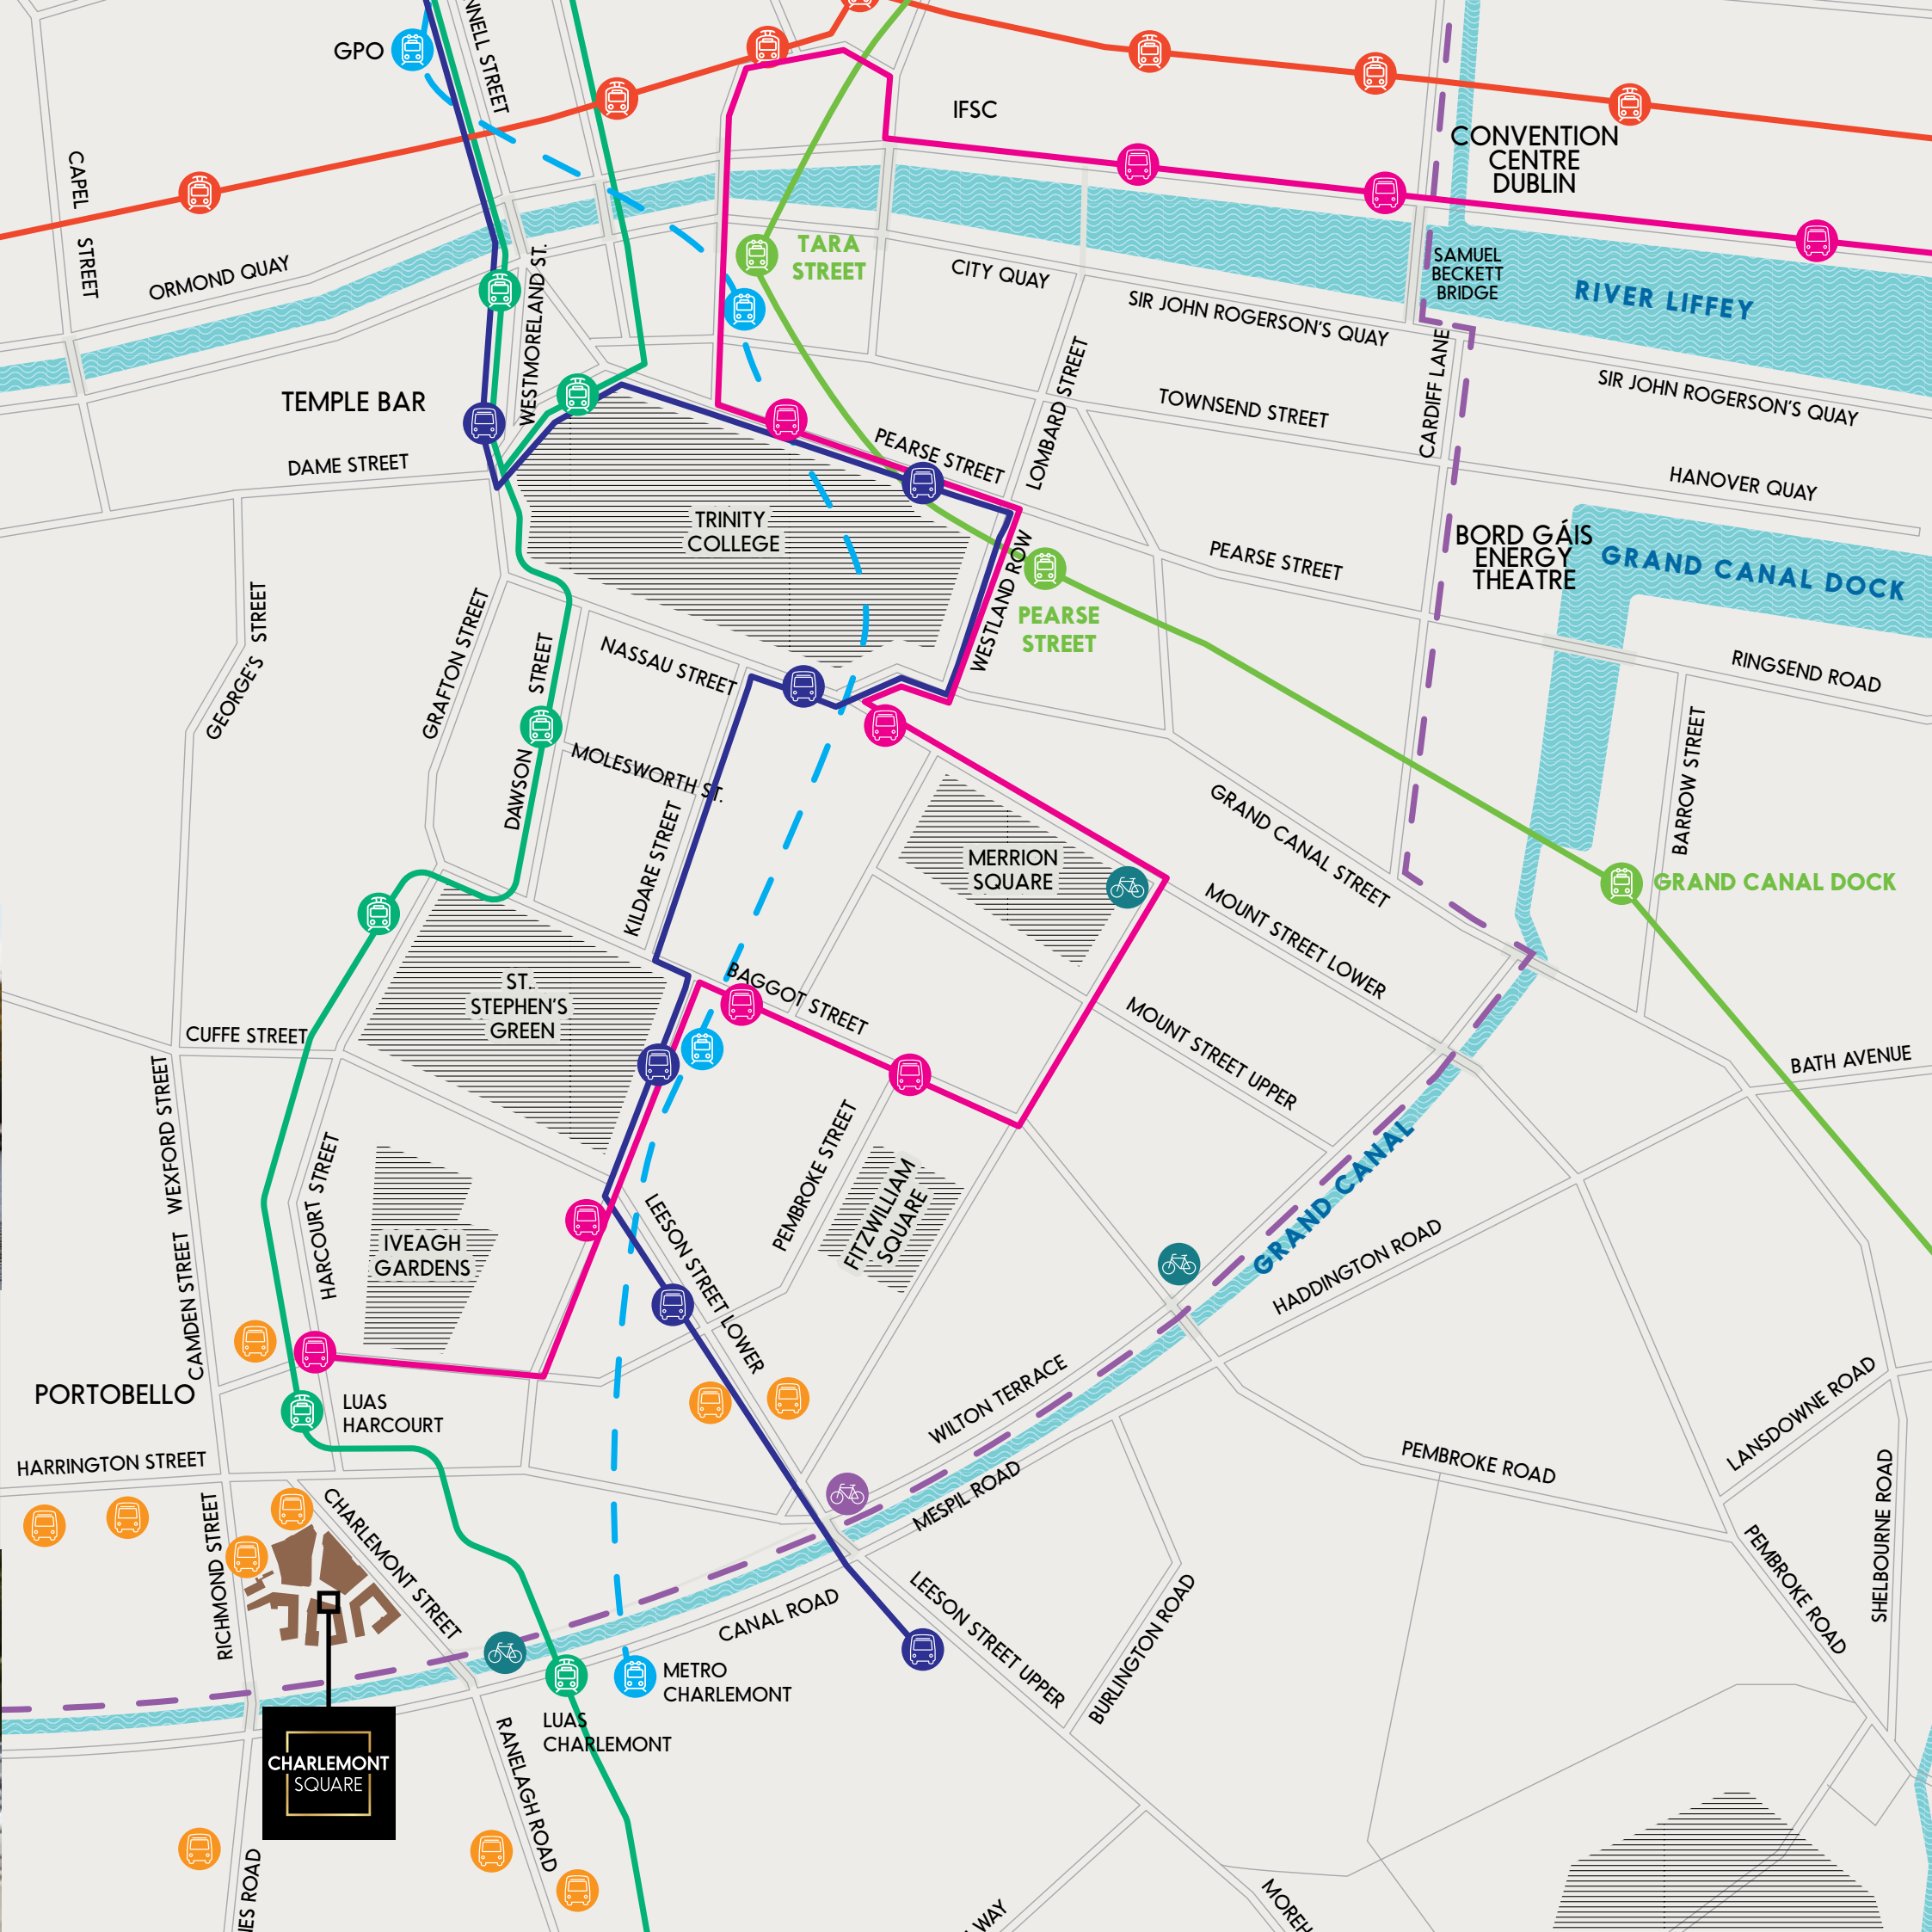 GPO
NNELL STREET
IFSC
CONVENTION
CENTRE
DUBLIN
CAPEL
STREET
ORMOND QUAY
WESTMORELAND ST.
TARA
STREET
CITY QUAY
SIR JOHN ROGERSON'S QUAY
SAMUEL
BECKETT
BRIDGE
RIVER LIFFEY
SIR JOHN ROGERSON'S QUAY
TEMPLE BAR
DAME STREET
LOMBARD STREET
TOWNSEND STREET
CARDIFF LANE
PEARSE STREET
HANOVER QUAY
TRINITY
COLLEGE
PEARSE STREET
BORD GÁIS
ENERGY
THEATRE
GRAND CANAL DOCK
WESTLAND ROW
PEARSE
STREET
GEORGE'S STREET
GRAFTON STREET
DAWSON STREET
NASSAU STREET
RINGSEND ROAD
MOLESWORTH ST.
KILDARE STREET
BARROW STREET
GRAND CANAL STREET
MERRION
SQUARE
GRAND CANAL DOCK
MOUNT STREET LOWER
ST.
STEPHEN'S
GREEN
BAGGOT STREET
MOUNT STREET UPPER
CUFFE STREET
WEXFORD STREET
BATH AVENUE
HARCOURT STREET
PEMBROKE STREET
FITZWILLIAM
SQUARE
GRAND CANAL
IVEAGH
GARDENS
LEESON STREET LOWER
HADDINGTON ROAD
CAMDEN STREET
PORTOBELLO
LUAS
HARCOURT
WILTON TERRACE
LANSDOWNE ROAD
HARRINGTON STREET
MESPIL ROAD
PEMBROKE ROAD
SHELBOURNE ROAD
RICHMOND STREET
CHARLEMONT STREET
PEMBROKE ROAD
CANAL ROAD
LEESON STREET UPPER
BURLINGTON ROAD
METRO
CHARLEMONT
LUAS
CHARLEMONT
CHARLEMONT
SQUARE
RANELAGH ROAD
IES ROAD
WAY
MOREH